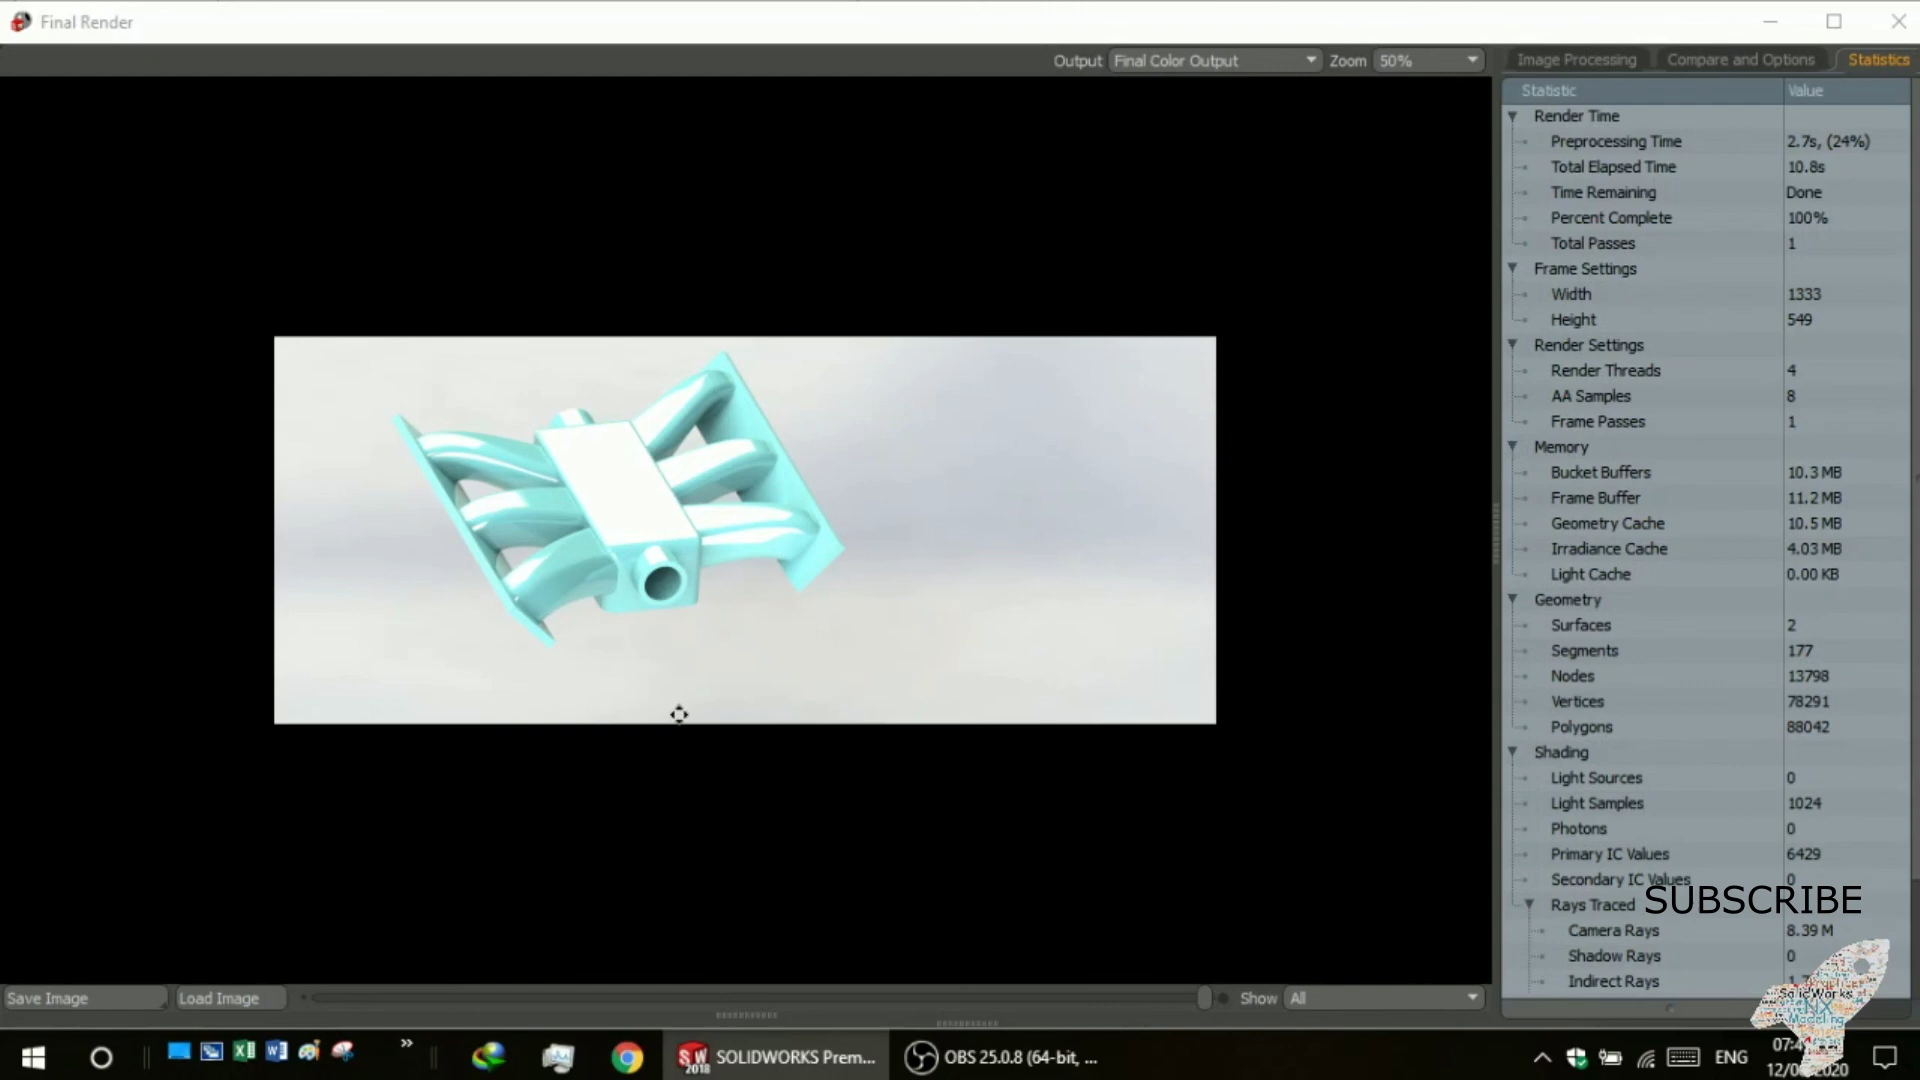 Final Render
Output Final Color Output Zoom 50%
Image Processing Compare and Options Statistics
Statistic Value
Render Time
Preprocessing Time 2.7s, (24%)
Total Elapsed Time 10.8s
Time Remaining Done
Percent Complete 100%
Total Passes 1
Frame Settings
Width 1333
Height 549
Render Settings
Render Threads 4
AA Samples 8
Frame Passes 1
Memory
Bucket Buffers 10.3 MB
Frame Buffer 11.2 MB
Geometry Cache 10.5 MB
Irradiance Cache 4.03 MB
Light Cache 0.00 KB
Geometry
Surfaces 2
Segments 177
Nodes 13798
Vertices 78291
Polygons 88042
Shading
Light Sources 0
Light Samples 1024
Photons 0
Primary IC Values 6429
Secondary IC Values 0
Rays Traced
SUBSCRIBE
Camera Rays 8.39 M
Shadow Rays 0
Indirect Rays
SolidWorks
NX
Modeling
Save Image Load Image Show All
SW 2018 SOLIDWORKS Prem... OBS 25.0.8 (64-bit, ... ENG